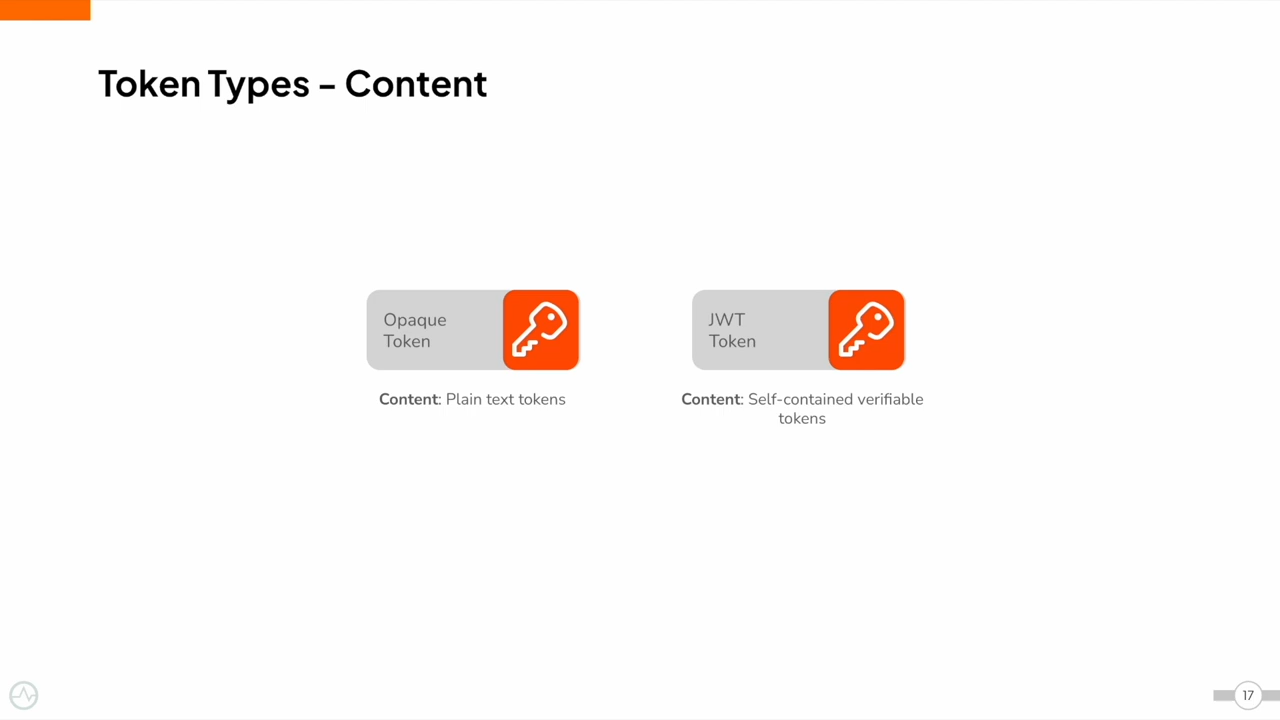 Token Types – Content
Opaque
Token
JWT
Token
Content: Plain text tokens
Content: Self-contained verifiable
tokens
17